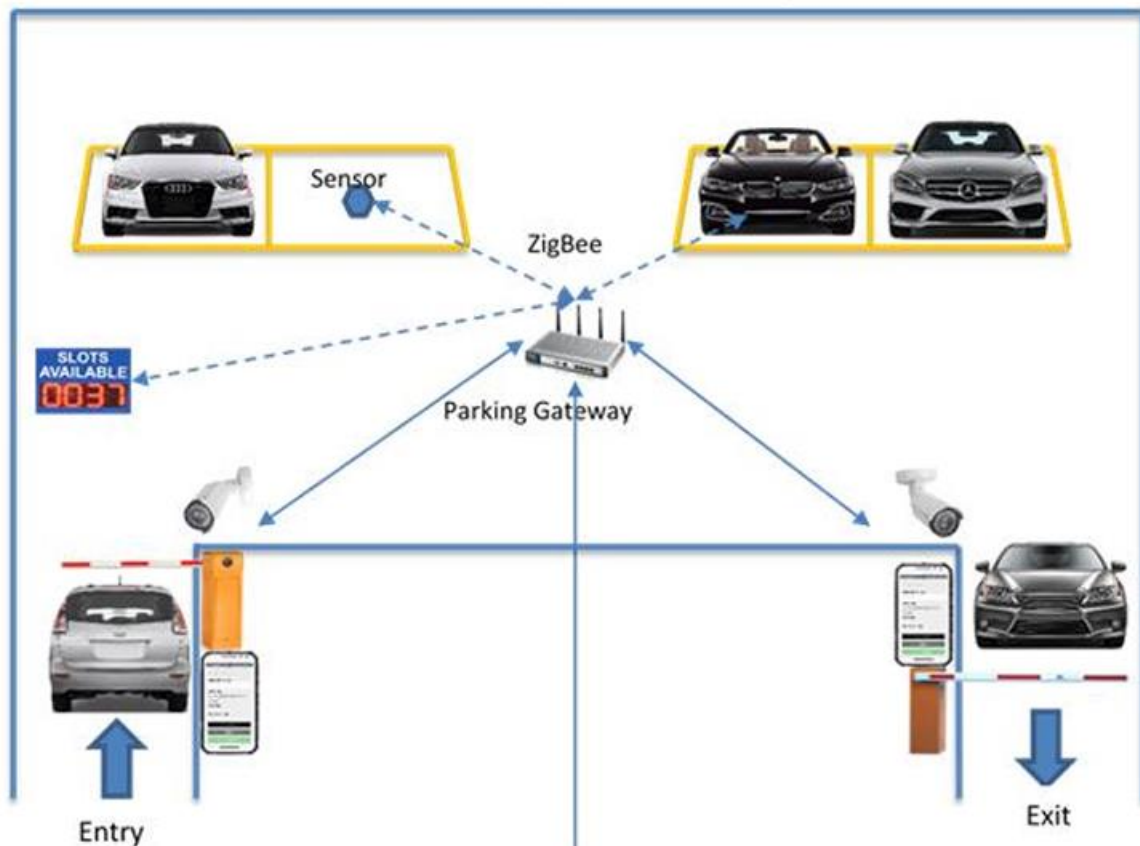 Sensor
ZigBee
SLOTS
AVAILABLE
0037
Parking Gateway
Entry
Exit